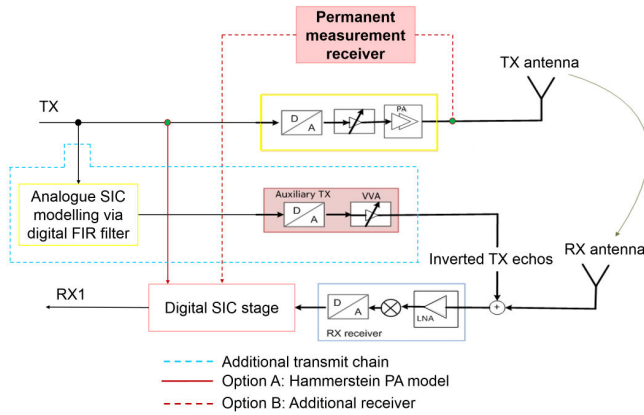 Permanent
measurement
receiver
TX antenna
TX
D
A
PA
Analogue SIC
modelling via
digital FIR filter
Auxiliary TX
VVA
D
A
Inverted TX echos
RX antenna
RX1
Digital SIC stage
D
A
LNA
+
RX receiver
Additional transmit chain
Option A: Hammerstein PA model
Option B: Additional receiver